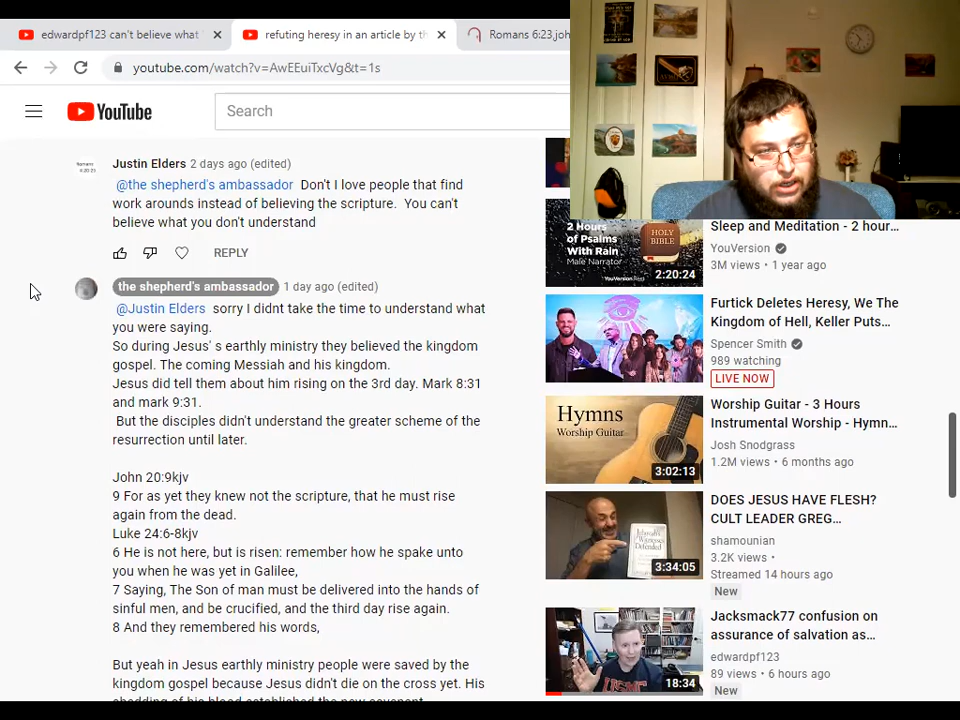 edwardpf123 can't believe what
refuting heresy in an article by th
Romans 6:23,joh
youtube.com/watch?v=AwEEuiTxcVg&t=1s
YouTube
Search
Justin Elders 2 days ago (edited)
@the shepherd's ambassador Don't I love people that find
work arounds instead of believing the scripture. You can't
believe what you don't understand
REPLY
the shepherd's ambassador 1 day ago (edited)
@Justin Elders sorry I didnt take the time to understand what
you were saying.
So during Jesus' s earthly ministry they believed the kingdom
gospel. The coming Messiah and his kingdom.
Jesus did tell them about him rising on the 3rd day. Mark 8:31
and mark 9:31.
But the disciples didn't understand the greater scheme of the
resurrection until later.
John 20:9kjv
9 For as yet they knew not the scripture, that he must rise
again from the dead.
Luke 24:6-8kjv
6 He is not here, but is risen: remember how he spake unto
you when he was yet in Galilee,
7 Saying, The Son of man must be delivered into the hands of
sinful men, and be crucified, and the third day rise again.
8 And they remembered his words,
But yeah in Jesus earthly ministry people were saved by the
kingdom gospel because Jesus didn't die on the cross yet. His
shedding of his blood established the new covenant
2 Hours
of Psalms
With Rain
Male Narrator
HOLY
BIBLE
YouVersion
2:20:24
Sleep and Meditation - 2 hour...
YouVersion
3M views • 1 year ago
Furtick Deletes Heresy, We The
Kingdom of Hell, Keller Puts...
Spencer Smith
989 watching
LIVE NOW
Hymns
Worship Guitar
3:02:13
Worship Guitar - 3 Hours
Instrumental Worship - Hymn...
Josh Snodgrass
1.2M views • 6 months ago
Jehovah's
Witnesses
Defended
3:34:05
DOES JESUS HAVE FLESH?
CULT LEADER GREG...
shamounian
3.2K views •
Streamed 14 hours ago
New
18:34
Jacksmack77 confusion on
assurance of salvation as...
edwardpf123
89 views • 6 hours ago
New